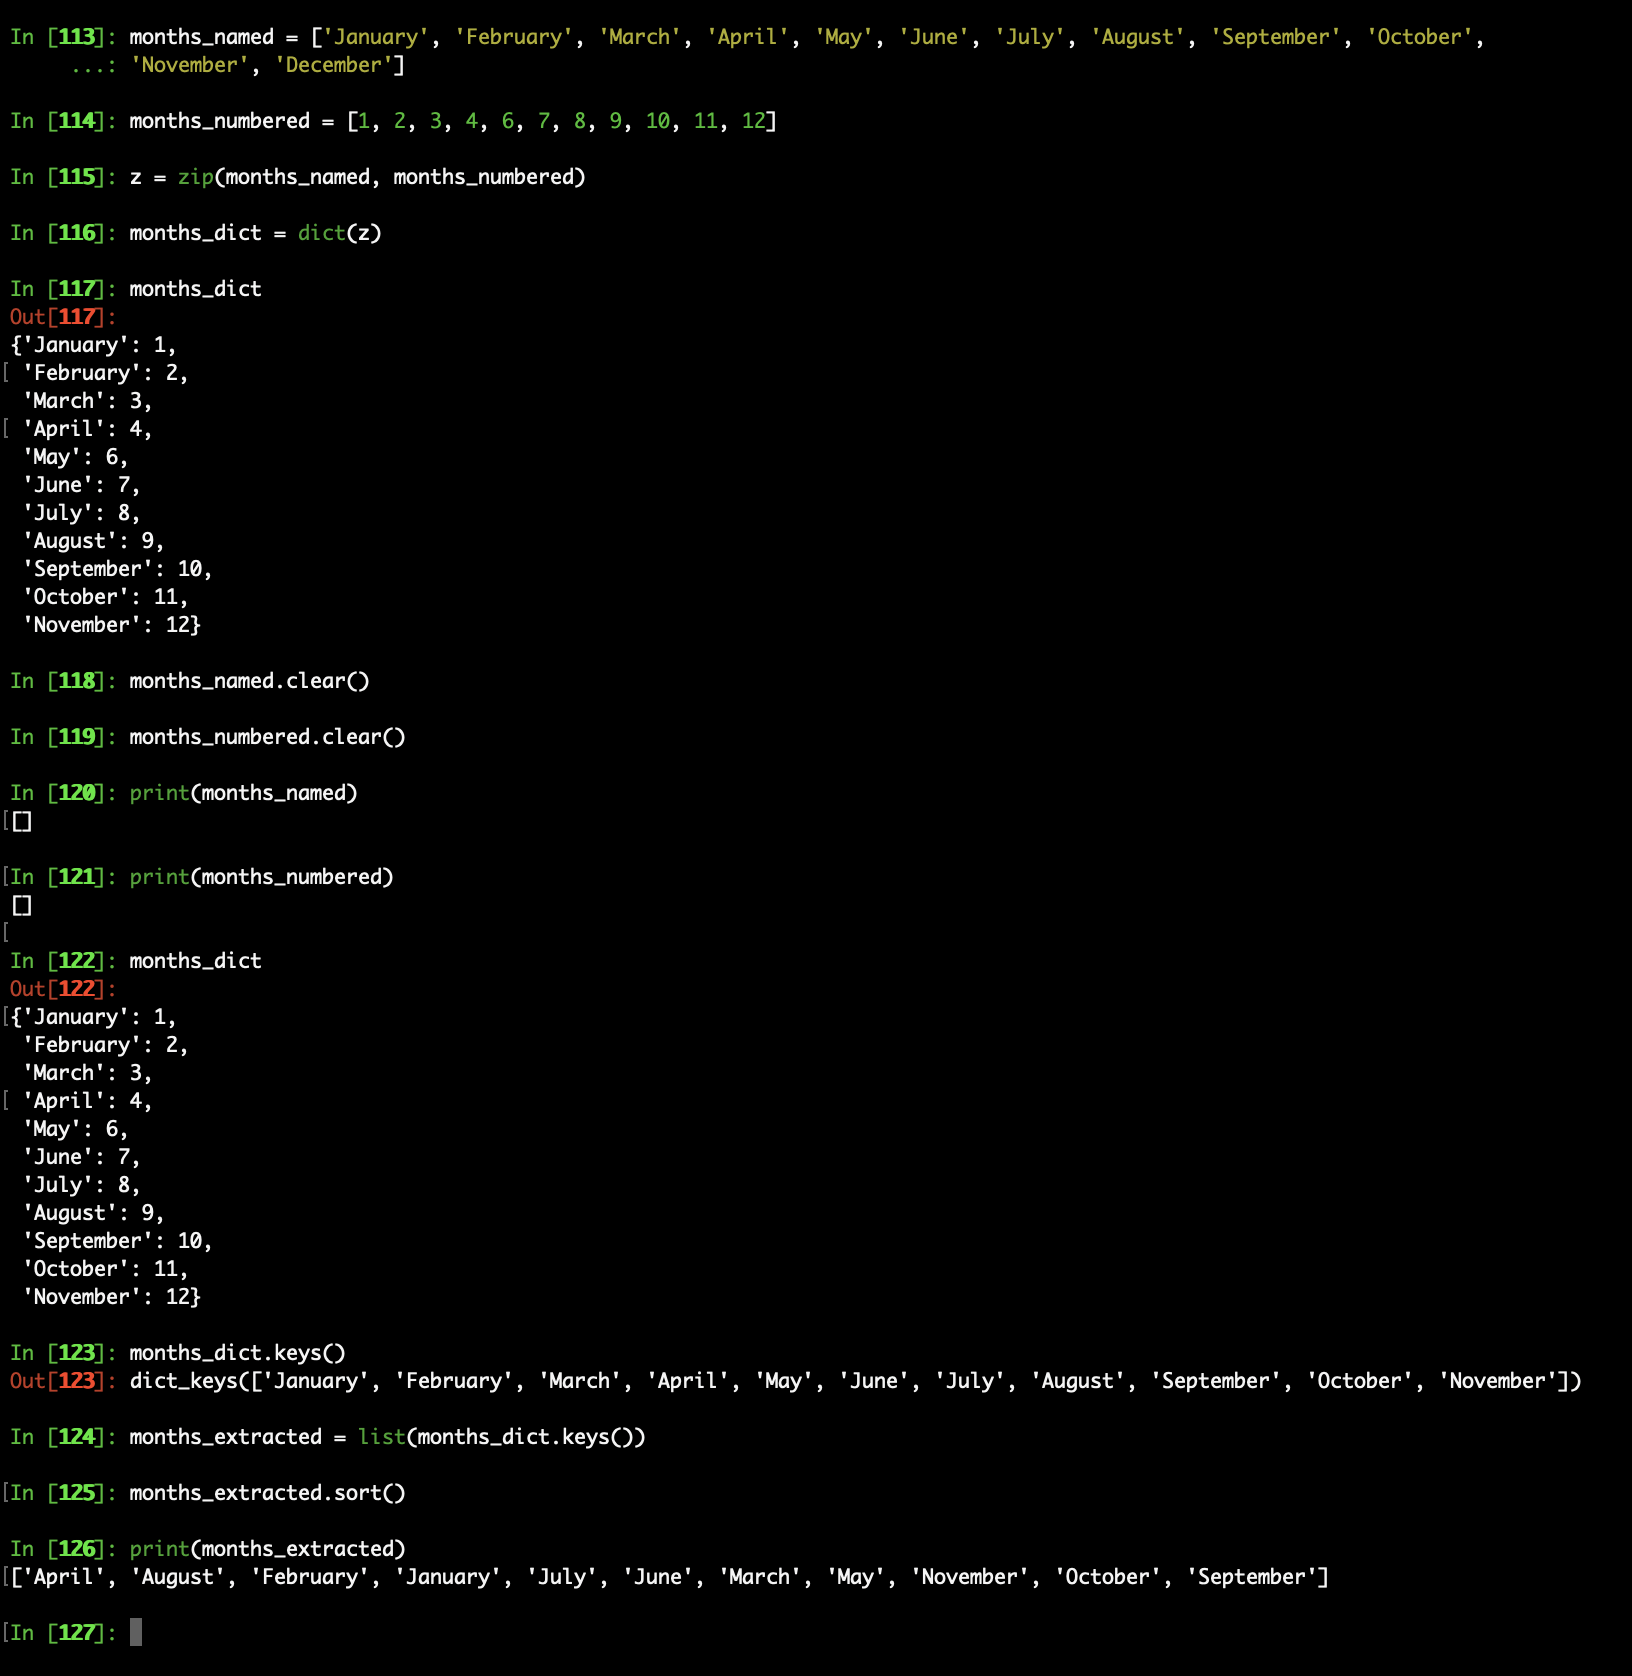 In [113]: months_named = ['January', 'February', 'March', 'April', 'May', 'June', 'July', 'August', 'September', 'October',
...: 'November', 'December']
In [114]: months_numbered = [1, 2, 3, 4, 6, 7, 8, 9, 10, 11, 12]
In [115]: z = zip(months_named, months_numbered)
In [116]: months_dict = dict(z)
In [117]: months_dict
Out[117]:
{'January': 1,
[ 'February': 2,
'March': 3,
[ 'April': 4,
'May': 6,
'June': 7,
'July': 8,
'August': 9,
'September': 10,
'October': 11,
'November': 12}
In [118]: months_named.clear()
In [119]: months_numbered.clear()
In [120]: print(months_named)
[[]
[In [121]: print(months_numbered)
[]
[
In [122]: months_dict
Out[122]:
[{'January': 1,
'February': 2,
'March': 3,
[ 'April': 4,
'May': 6,
'June': 7,
'July': 8,
'August': 9,
'September': 10,
'October': 11,
'November': 12}
In [123]: months_dict.keys()
Out[123]: dict_keys(['January', 'February', 'March', 'April', 'May', 'June', 'July', 'August', 'September', 'October', 'November'])
In [124]: months_extracted = list(months_dict.keys())
[In [125]: months_extracted.sort()
In [126]: print(months_extracted)
[['April', 'August', 'February', 'January', 'July', 'June', 'March', 'May', 'November', 'October', 'September']
[In [127]: